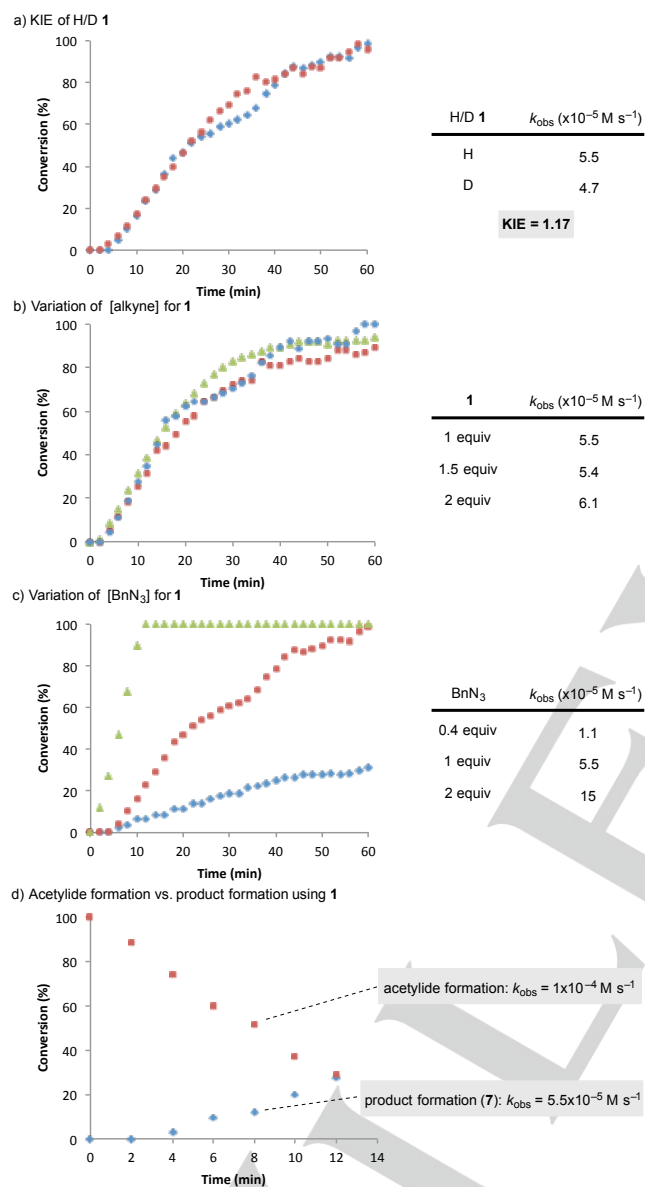 a) KIE of H/D 1
Converrsion (%)
100
80
60
40
20
0
0 10 20 30 40 50 60
Time (min)
H/D 1 kobs (x10⁻⁵ M s⁻¹)
H 5.5
D 4.7
KIE = 1.17
b) Variation of [alkyne] for 1
Conversion (%)
100
80
60
40
20
0
0 10 20 30 40 50 60
Time (min)
1 kobs (x10⁻⁵ M s⁻¹)
1 equiv 5.5
1.5 equiv 5.4
2 equiv 6.1
c) Variation of [BnN₃] for 1
Conversion (%)
100
80
60
40
20
0
0 10 20 30 40 50 60
Time (min)
BnN₃ kobs (x10⁻⁵ M s⁻¹)
0.4 equiv 1.1
1 equiv 5.5
2 equiv 15
d) Acetylide formation vs. product formation using 1
Conversion (%)
100
80
60
40
20
0
0 2 4 6 8 10 12 14
Time (min)
acetylide formation: kobs = 1x10⁻⁴ M s⁻¹
product formation (7): kobs = 5.5x10⁻⁵ M s⁻¹